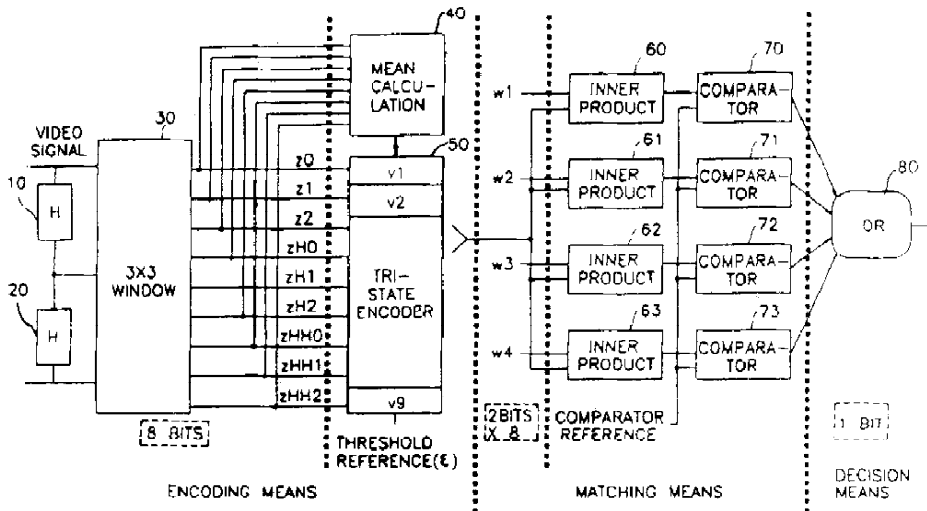 40
MEAN
CALCU-
LATION
60
INNER
PRODUCT
70
COMPARA-
TOR
w1
VIDEO
SIGNAL
30
50
10
H
20
H
3X3
WINDOW
z0
z1
z2
zH0
zH1
zH2
zHH0
zHH1
zHH2
v1
v2
TRI-
STATE
ENCODER
v9
61
INNER
PRODUCT
71
COMPARA-
TOR
w2
80
OR
62
INNER
PRODUCT
72
COMPARA-
TOR
w3
63
INNER
PRODUCT
73
COMPARA-
TOR
w4
8 BITS
THRESHOLD
REFERENCE(ε)
2BITS
X 8
COMPARATOR
REFERENCE
1 BIT
ENCODING MEANS
MATCHING MEANS
DECISION
MEANS